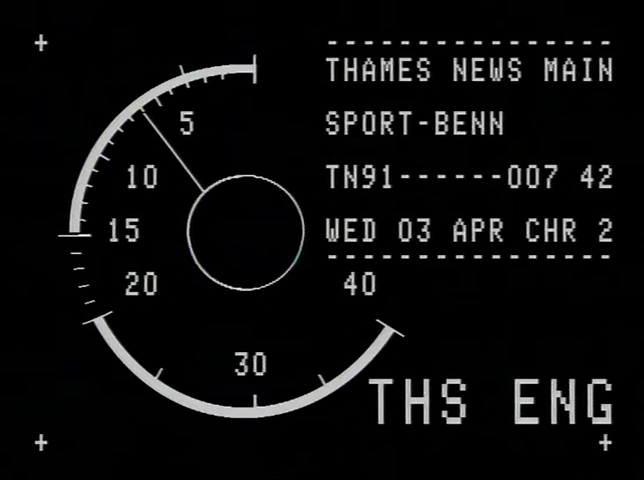 THAMES NEWS MAIN
SPORT-BENN
TN91------007 42
WED 03 APR CHR 2
5
10
15
20
30
40
THS ENG